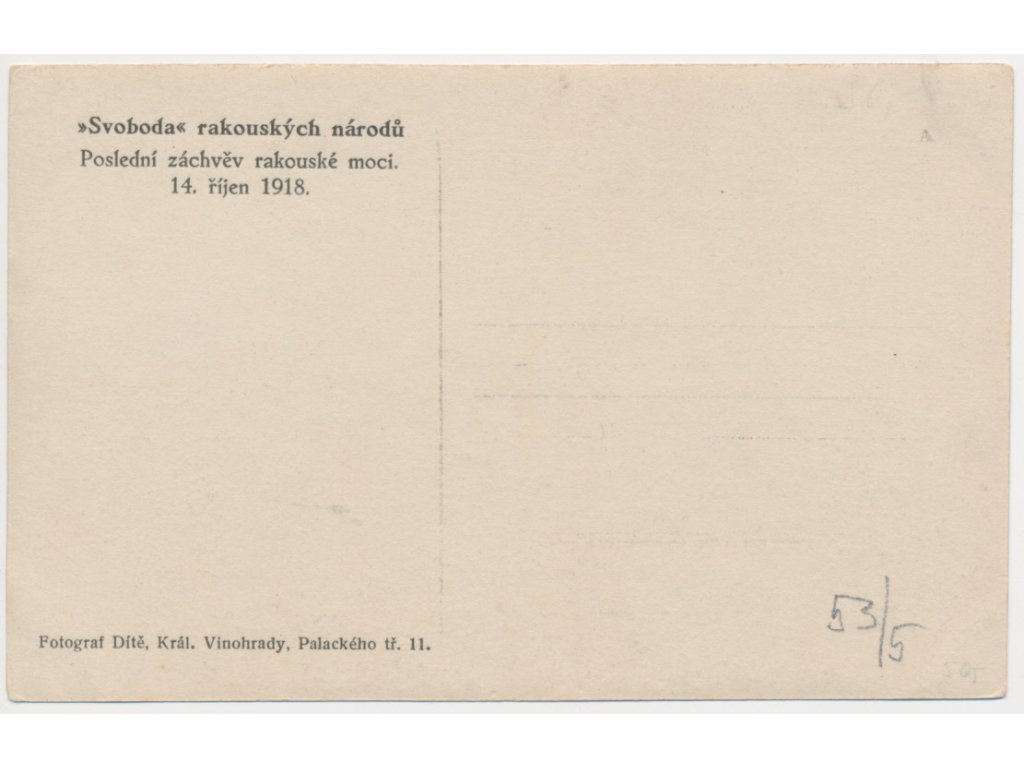 »Svoboda« rakouských národů
Poslední záchvěv rakouské moci.
14. říjen 1918.
A
Fotograf Dítě, Král. Vinohrady, Palackého tř. 11.
53/5